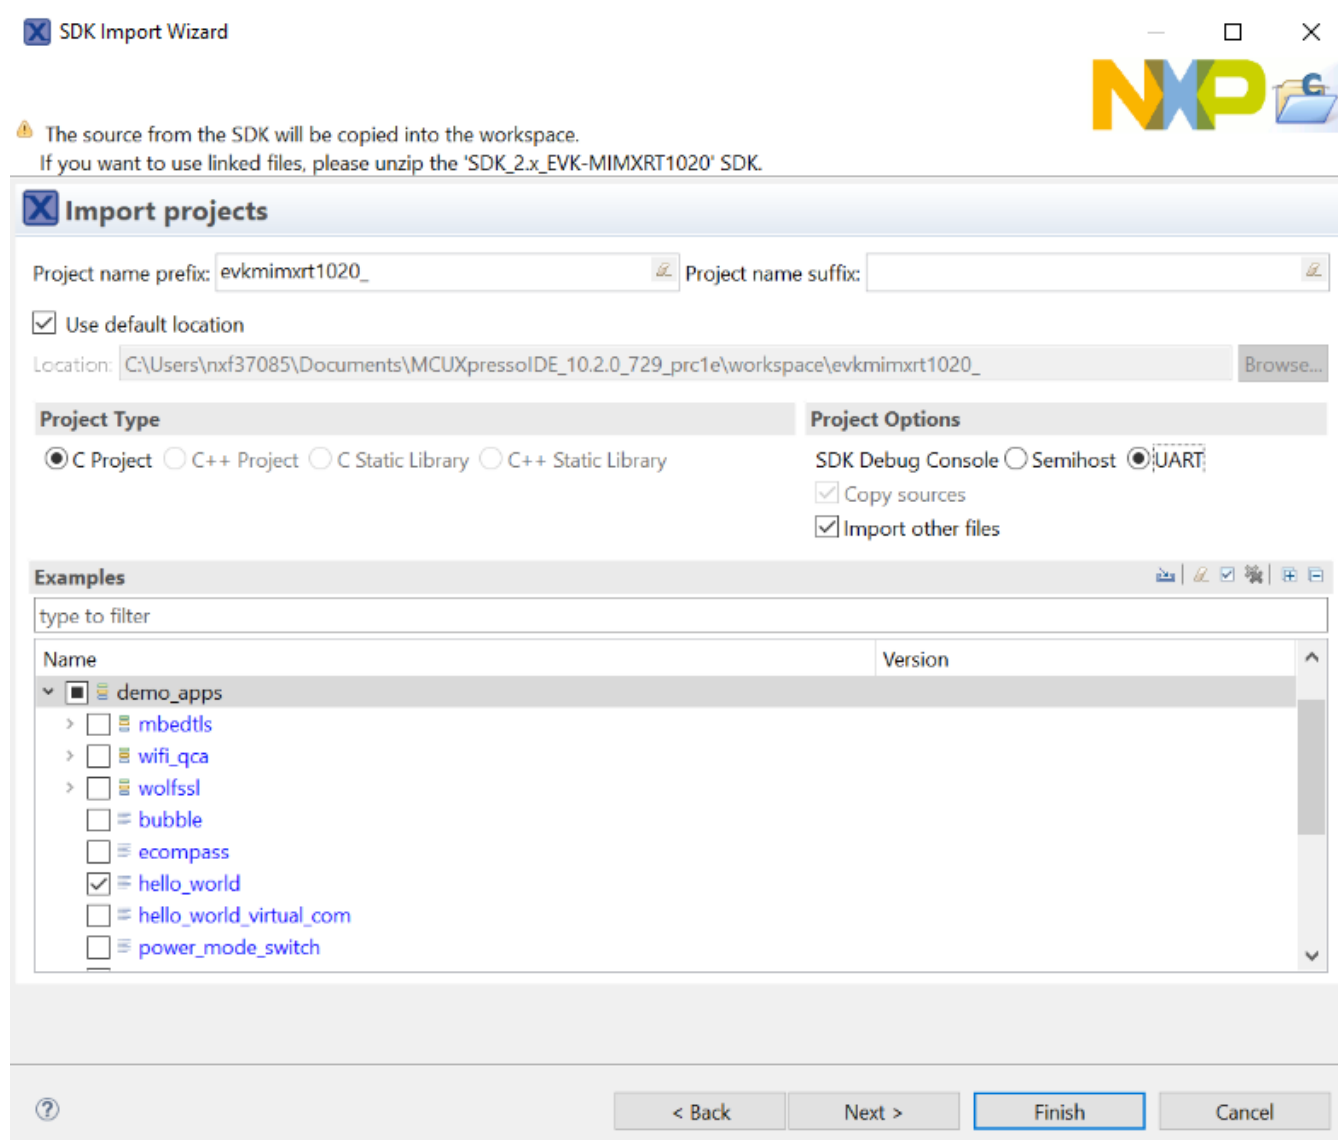 SDK Import Wizard
NXP
The source from the SDK will be copied into the workspace.
If you want to use linked files, please unzip the 'SDK_2.x_EVK-MIMXRT1020' SDK.
Import projects
Project name prefix: evkmimxrt1020_ Project name suffix:
Use default location
Location: C:\Users\nxf37085\Documents\MCUXpressoIDE_10.2.0_729_prc1e\workspace\evkmimxrt1020_ Browse...
Project Type Project Options
C Project C++ Project C Static Library C++ Static Library SDK Debug Console Semihost UART
Copy sources
Import other files
Examples
type to filter
Name Version
demo_apps
mbedtls
wifi_qca
wolfssl
bubble
ecompass
hello_world
hello_world_virtual_com
power_mode_switch
< Back Next > Finish Cancel